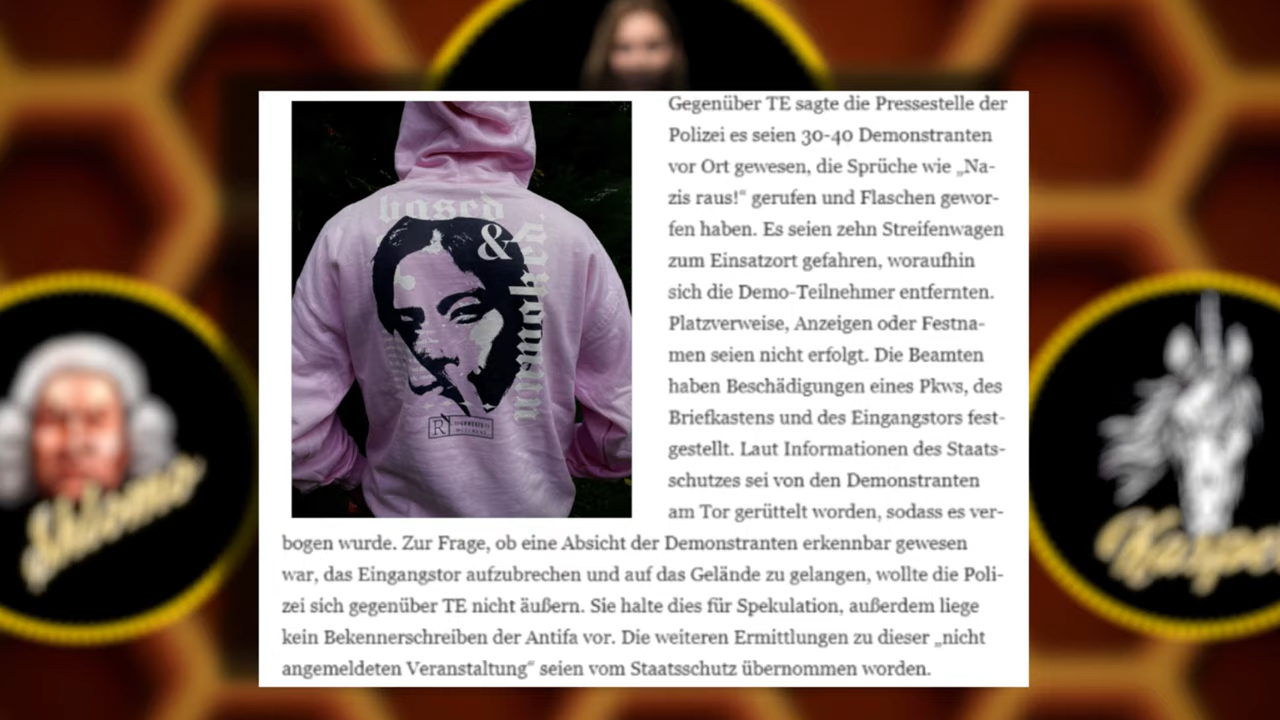 based
&
unwoked.
R
Gegenüber TE sagte die Pressestelle der
Polizei es seien 30-40 Demonstranten
vor Ort gewesen, die Sprüche wie „Na-
zis raus!“ gerufen und Flaschen gewor-
fen haben. Es seien zehn Streifenwagen
zum Einsatzort gefahren, woraufhin
sich die Demo-Teilnehmer entfernten.
Platzverweise, Anzeigen oder Festna-
men seien nicht erfolgt. Die Beamten
haben Beschädigungen eines Pkws, des
Briefkastens und des Eingangstors fest-
gestellt. Laut Informationen des Staats-
schutzes sei von den Demonstranten
am Tor gerüttelt worden, sodass es ver-
bogen wurde. Zur Frage, ob eine Absicht der Demonstranten erkennbar gewesen
war, das Eingangstor aufzubrechen und auf das Gelände zu gelangen, wollte die Poli-
zei sich gegenüber TE nicht äußern. Sie halte dies für Spekulation, außerdem liege
kein Bekennerschreiben der Antifa vor. Die weiteren Ermittlungen zu dieser „nicht
angemeldeten Veranstaltung“ seien vom Staatsschutz übernommen worden.
Shlomo